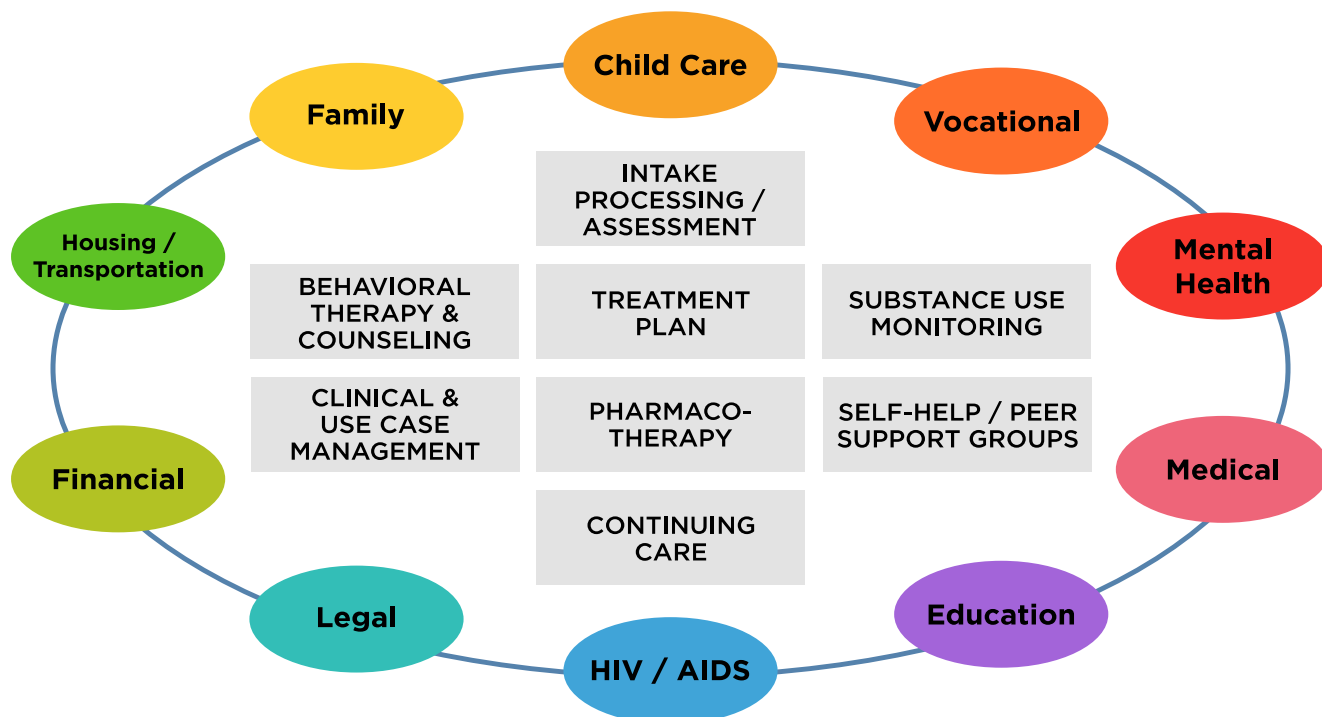 Child Care
Family
Vocational
INTAKE
PROCESSING /
ASSESSMENT
Housing /
Transportation
Mental
Health
BEHAVIORAL
THERAPY &
COUNSELING
TREATMENT
PLAN
SUBSTANCE USE
MONITORING
CLINICAL &
USE CASE
MANAGEMENT
PHARMACO-
THERAPY
SELF-HELP / PEER
SUPPORT GROUPS
Financial
Medical
CONTINUING
CARE
Legal
Education
HIV / AIDS